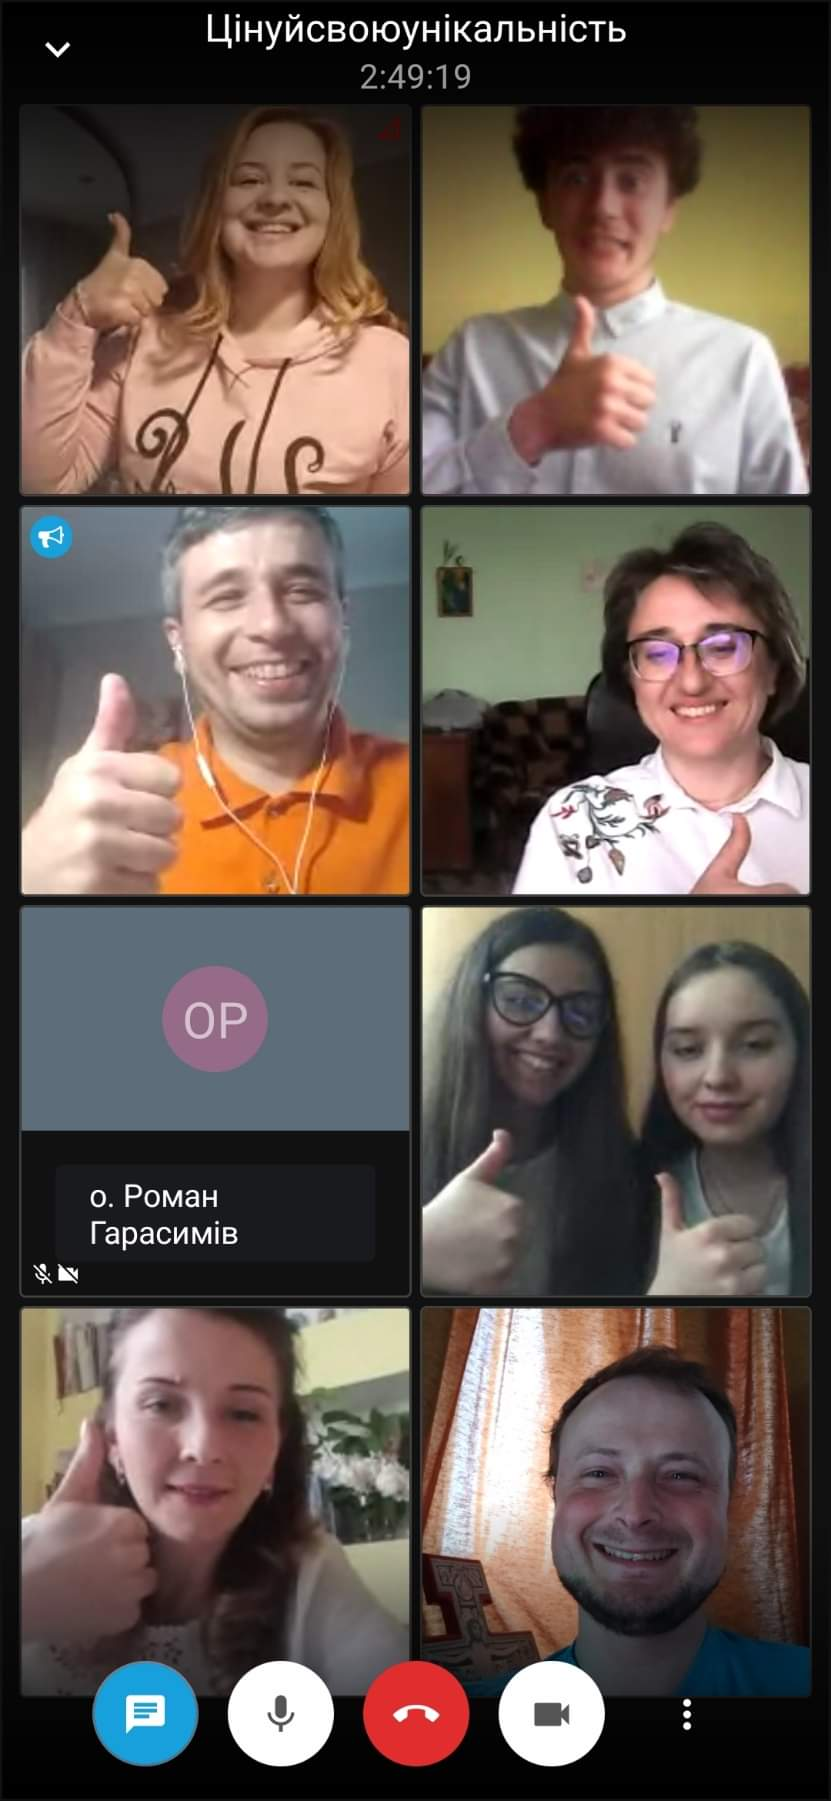 Цінуйсвоюунікальність
2:49:19
ОР
о. Роман
Гарасимів